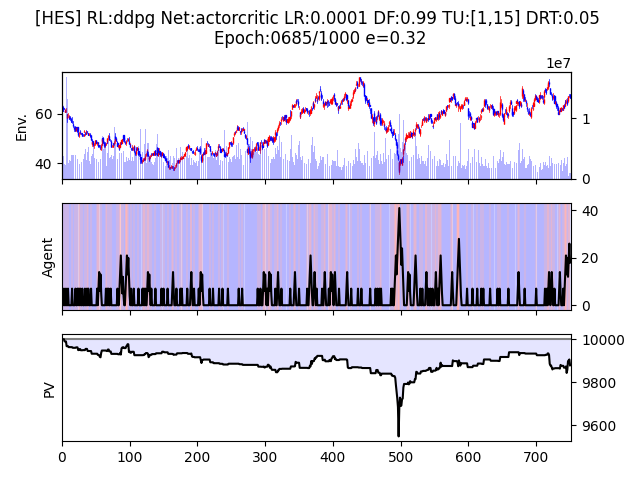 [HES] RL:ddpg Net:actorcritic LR:0.0001 DF:0.99 TU:[1,15] DRT:0.05
Epoch:0685/1000 e=0.32
1e7
Env.
60
40
1
0
Agent
40
20
0
PV
10000
9800
9600
0 100 200 300 400 500 600 700